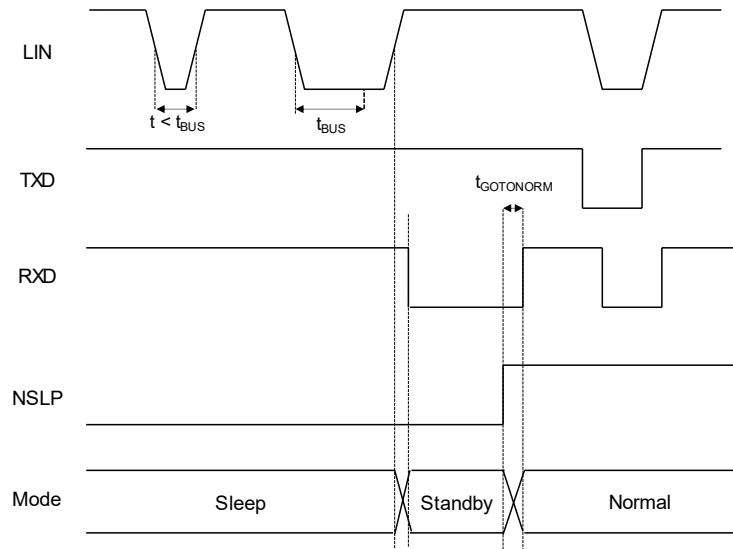 LIN
t < tBUS
tBUS
TXD
tGOTONORM
RXD
NSLP
Mode
Sleep
Standby
Normal